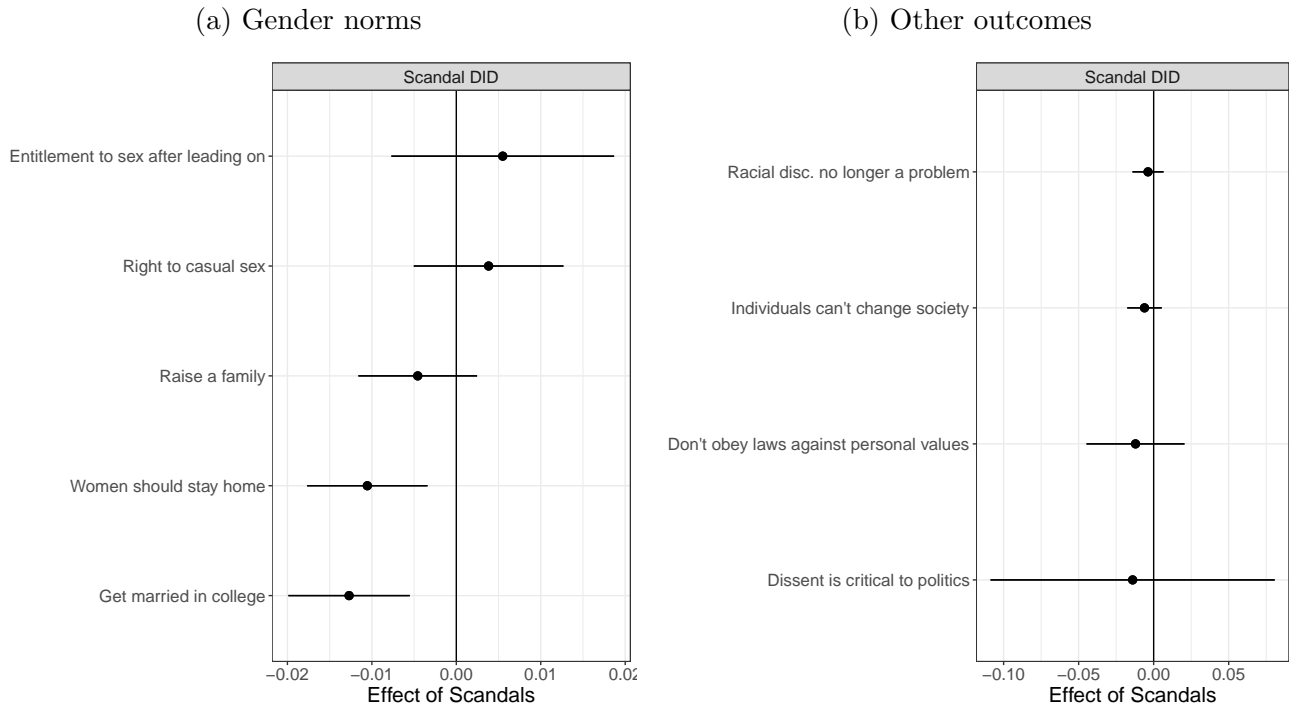 (a) Gender norms
Scandal DID
Entitlement to sex after leading on
Right to casual sex
Raise a family
Women should stay home
Get married in college
−0.02 −0.01 0.00 0.01 0.02
Effect of Scandals
(b) Other outcomes
Scandal DID
Racial disc. no longer a problem
Individuals can't change society
Don't obey laws against personal values
Dissent is critical to politics
−0.10 −0.05 0.00 0.05
Effect of Scandals